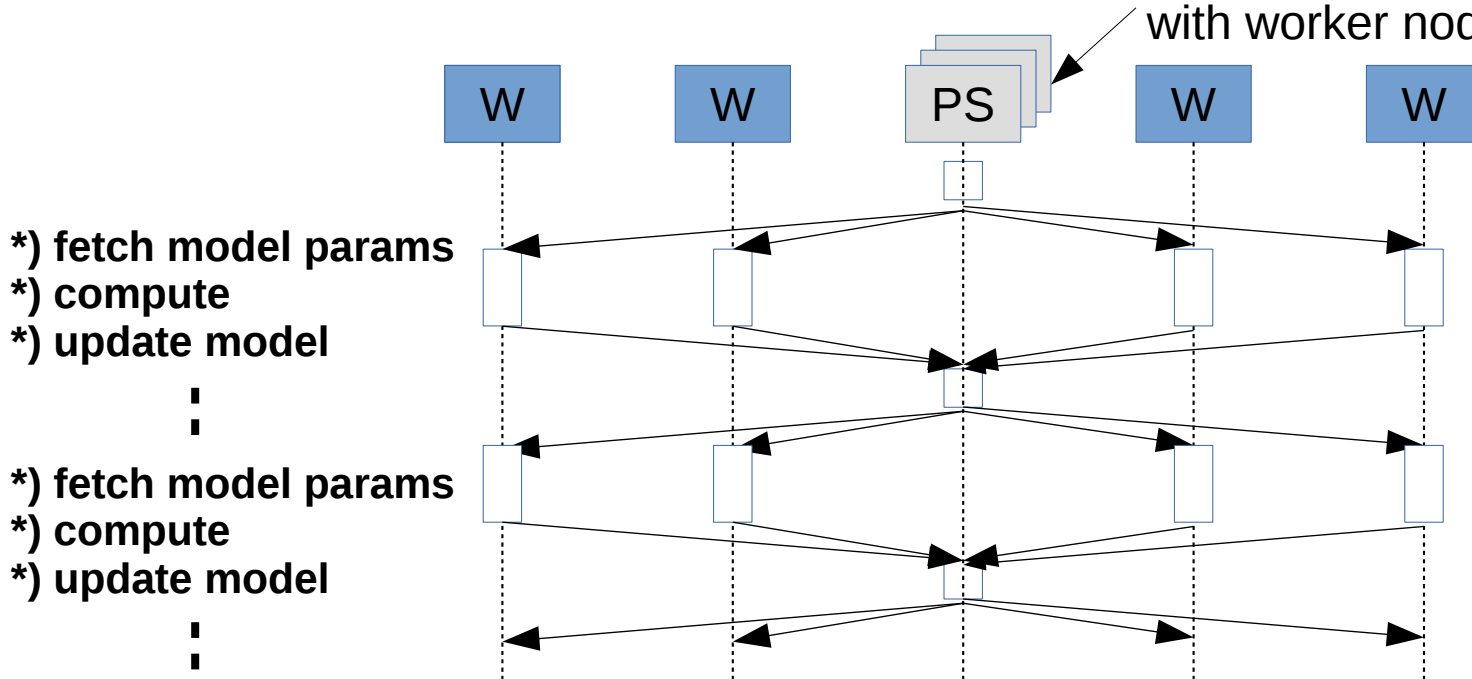 with worker nod
W W PS W W
*) fetch model params
*) compute
*) update model
*) fetch model params
*) compute
*) update model